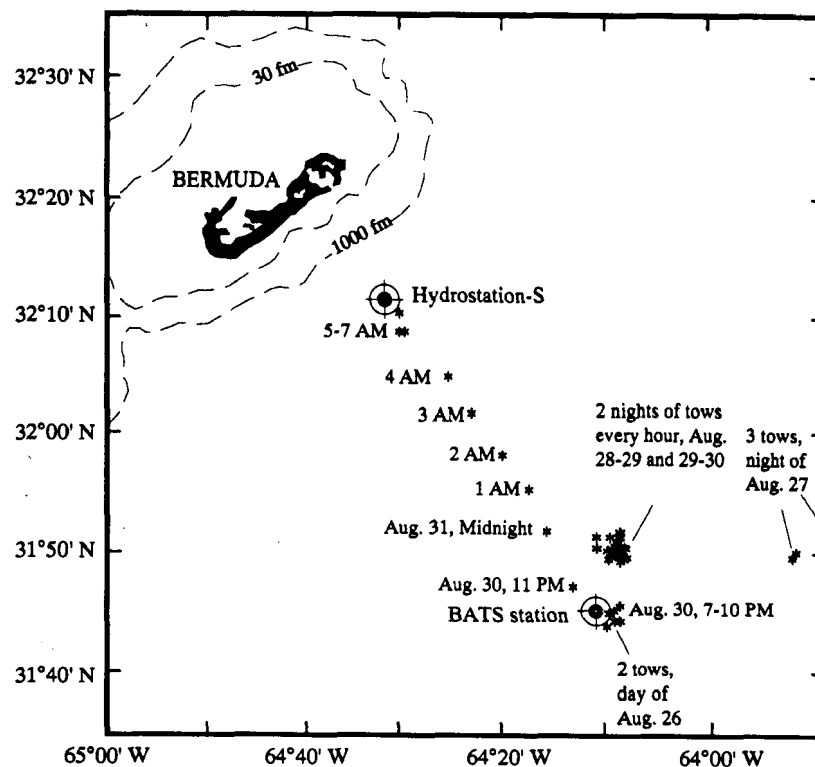 32°30' N
30 fm
BERMUDA
32°20' N
1000 fm
Hydrostation-S
32°10' N
5-7 AM
4 AM
3 AM
2 nights of tows
every hour, Aug.
28-29 and 29-30
3 tows,
night of
Aug. 27
32°00' N
2 AM
1 AM
Aug. 31, Midnight
31°50' N
Aug. 30, 11 PM
BATS station
Aug. 30, 7-10 PM
31°40' N
2 tows,
day of
Aug. 26
65°00' W
64°40' W
64°20' W
64°00' W